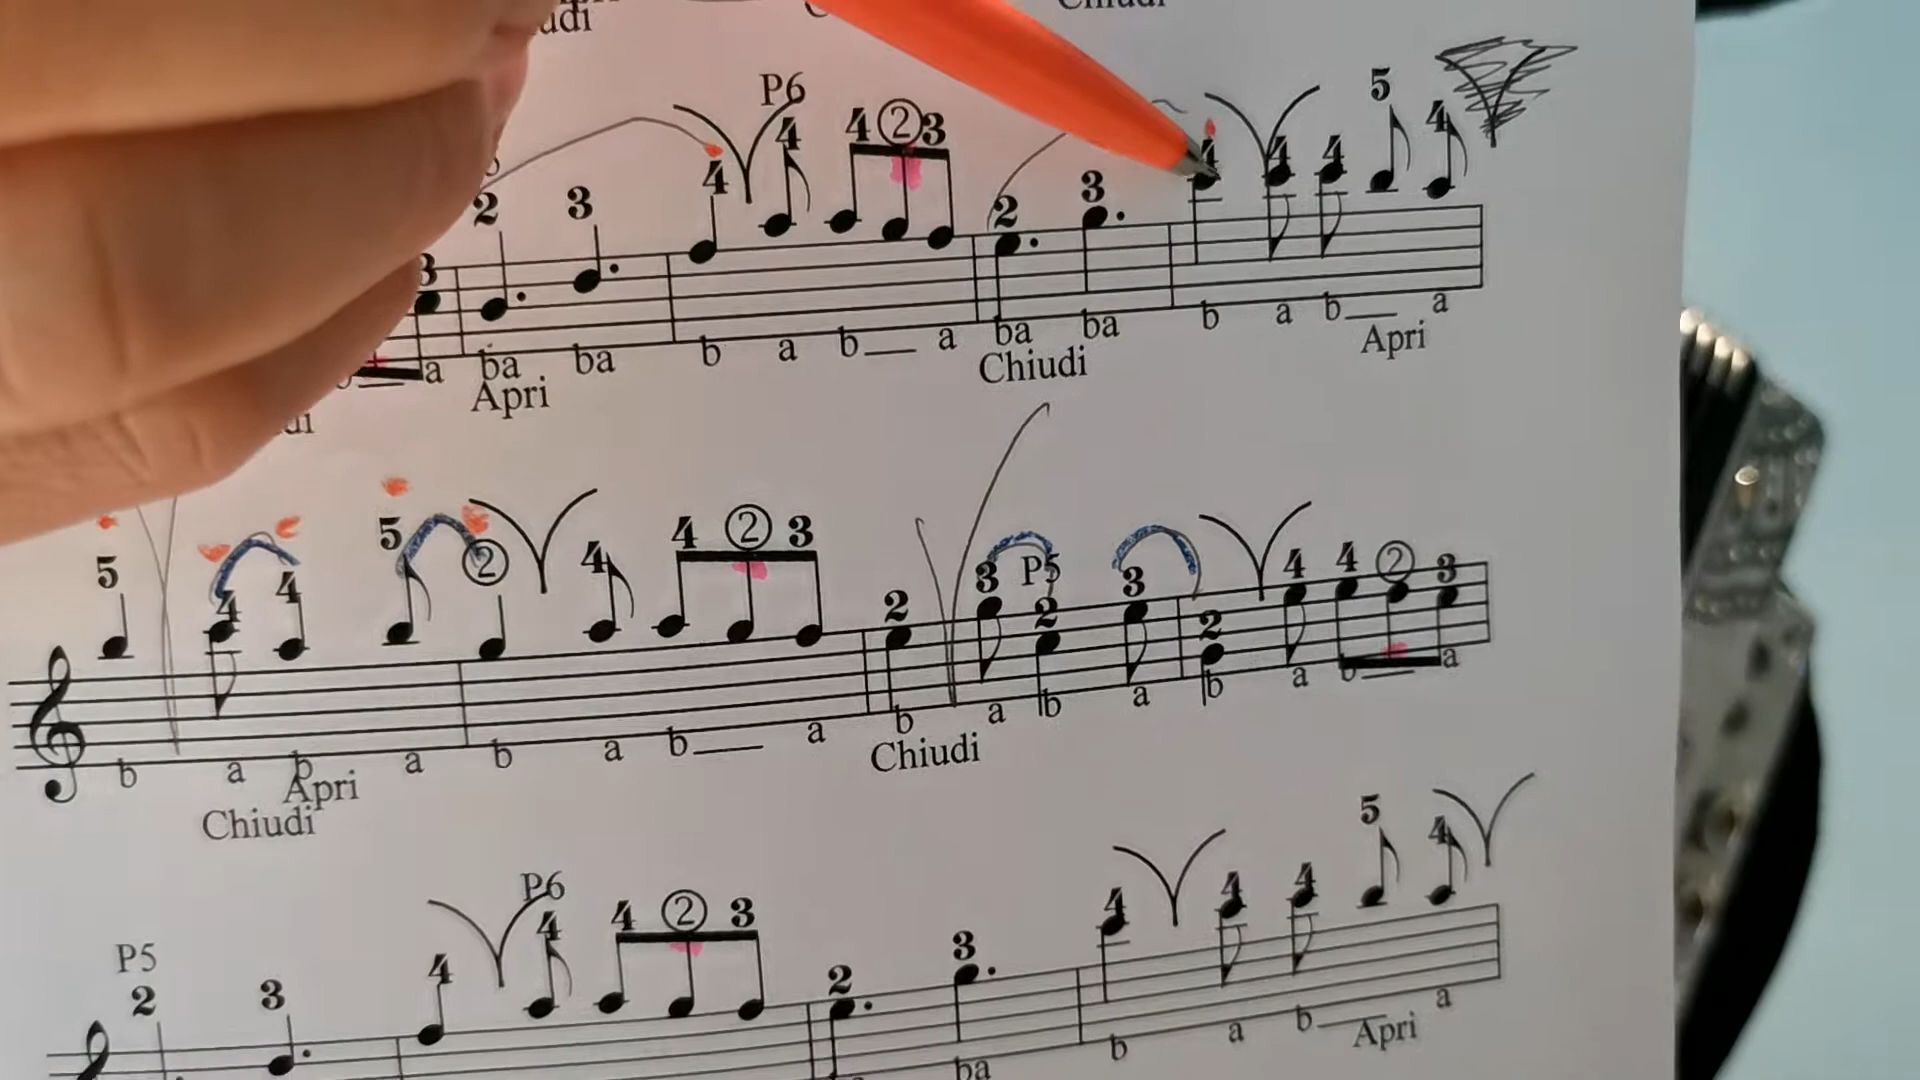 Chiudi
P6
4 4 ② 3 4 4 4 5 4
2 3 4 2 3
3
a ba ba b a b a ba ba b a b a
Apri Chiudi Apri
5 4 4 5 ② 4 4 ② 3 2 3 P5 2 3 2 4 4 ② 3
b a b a b a b a b a b a b a b a
Chiudi Apri Chiudi
P5 P6
2 3 4 4 4 ② 3 2 3 4 4 4 5 4
ba b a b a
Apri